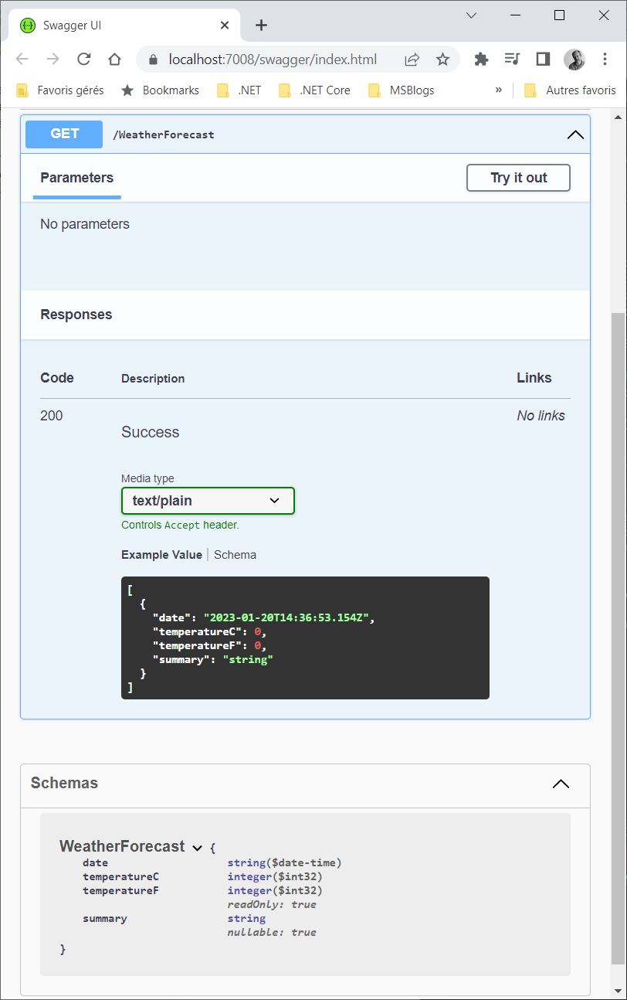 Swagger UI
localhost:7008/swagger/index.html
Favoris gérés Bookmarks .NET .NET Core MSBlogs » Autres favoris
GET /WeatherForecast
Parameters Try it out
No parameters
Responses
Code Description Links
200 No links
Success
Media type
text/plain
Controls Accept header.
Example Value | Schema
[
{
"date": "2023-01-20T14:36:53.154Z",
"temperatureC": 0,
"temperatureF": 0,
"summary": "string"
}
]
Schemas
WeatherForecast {
date string($date-time)
temperatureC integer($int32)
temperatureF integer($int32)
readOnly: true
summary string
nullable: true
}